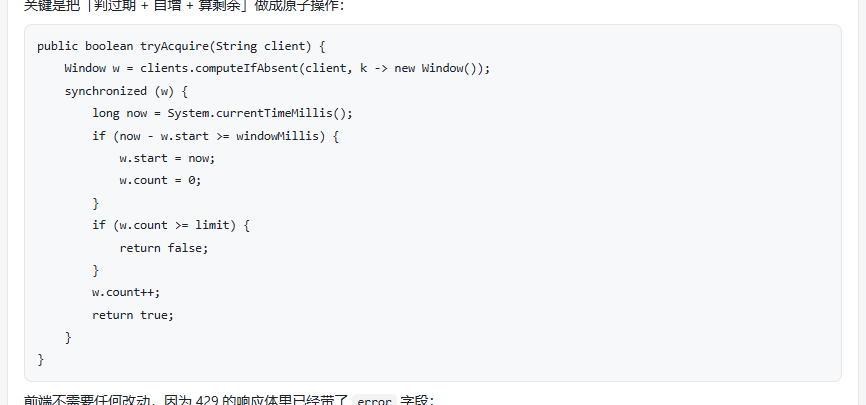 关键是把「判过期 + 自增 + 算剩余」做成原子操作：
public boolean tryAcquire(String client) {
    Window w = clients.computeIfAbsent(client, k -> new Window());
    synchronized (w) {
        long now = System.currentTimeMillis();
        if (now - w.start >= windowMillis) {
            w.start = now;
            w.count = 0;
        }
        if (w.count >= limit) {
            return false;
        }
        w.count++;
        return true;
    }
}
前端不需要任何改动，因为 429 的响应体里已经带了 error 字段：